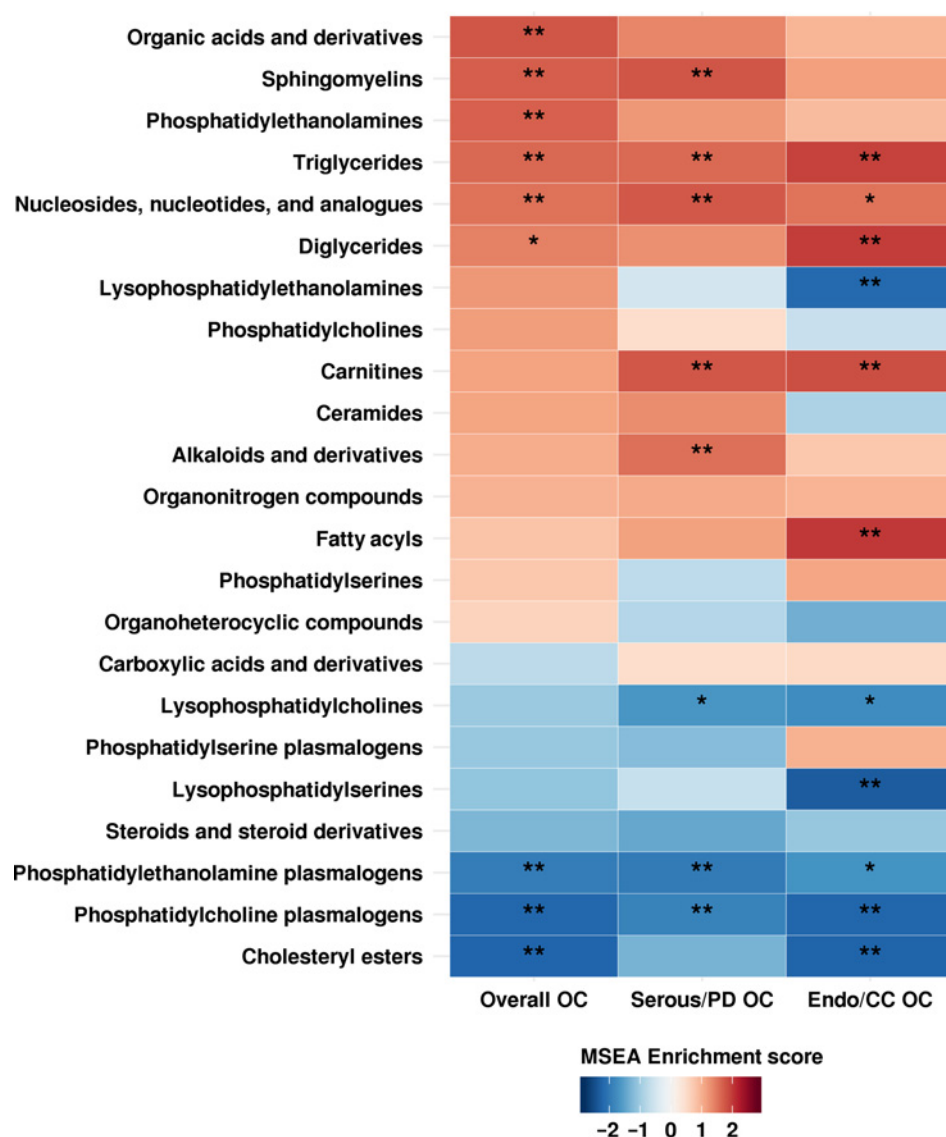 Organic acids and derivatives **
Sphingomyelins ** **
Phosphatidylethanolamines **
Triglycerides ** ** **
Nucleosides, nucleotides, and analogues ** ** *
Diglycerides * **
Lysophosphatidylethanolamines **
Phosphatidylcholines
Carnitines ** **
Ceramides
Alkaloids and derivatives **
Organonitrogen compounds
Fatty acyls **
Phosphatidylserines
Organoheterocyclic compounds
Carboxylic acids and derivatives
Lysophosphatidylcholines * *
Phosphatidylserine plasmalogens
Lysophosphatidylserines **
Steroids and steroid derivatives
Phosphatidylethanolamine plasmalogens ** ** *
Phosphatidylcholine plasmalogens ** ** **
Cholesteryl esters ** **
Overall OC Serous/PD OC Endo/CC OC
MSEA Enrichment score
−2 −1 0 1 2